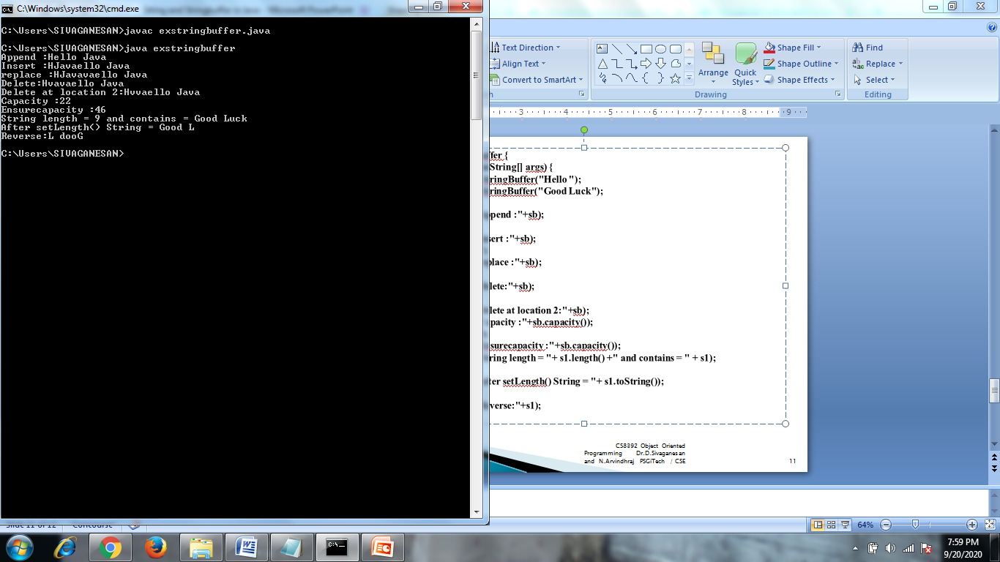 C:\Windows\system32\cmd.exe
C:\Users\SIVAGANESAN>javac exstringbuffer.java
C:\Users\SIVAGANESAN>java exstringbuffer
Append :Hello Java
Insert :HJavaello Java
replace :HJavavaello Java
Delete:Hvavaello Java
Delete at location 2:Hvvaello Java
Capacity :22
Ensurecapacity :46
String length = 9 and contains = Good Luck
After setLength() String = Good L
Reverse:L dooG
C:\Users\SIVAGANESAN>
Text Direction
Align Text
Convert to SmartArt
Arrange
Quick Styles
Shape Fill
Shape Outline
Shape Effects
Drawing
Find
Replace
Select
Editing
3 4 5 6 7 8 9
ffer {
String[] args) {
ringBuffer("Hello ");
ringBuffer("Good Luck");
pend :"+sb);
sert :"+sb);
place :"+sb);
lete:"+sb);
lete at location 2:"+sb);
pacity :"+sb.capacity());
surecapacity :"+sb.capacity());
ring length = "+ s1.length() +" and contains = " + s1);
ter setLength() String = "+ s1.toString());
verse:"+s1);
CS8392 Object Oriented
Programming Dr.D.Sivaganesan
and N.Arvindhraj PSGiTech / CSE
11
Slide 11 of 12
Concourse
64%
7:59 PM
9/20/2020